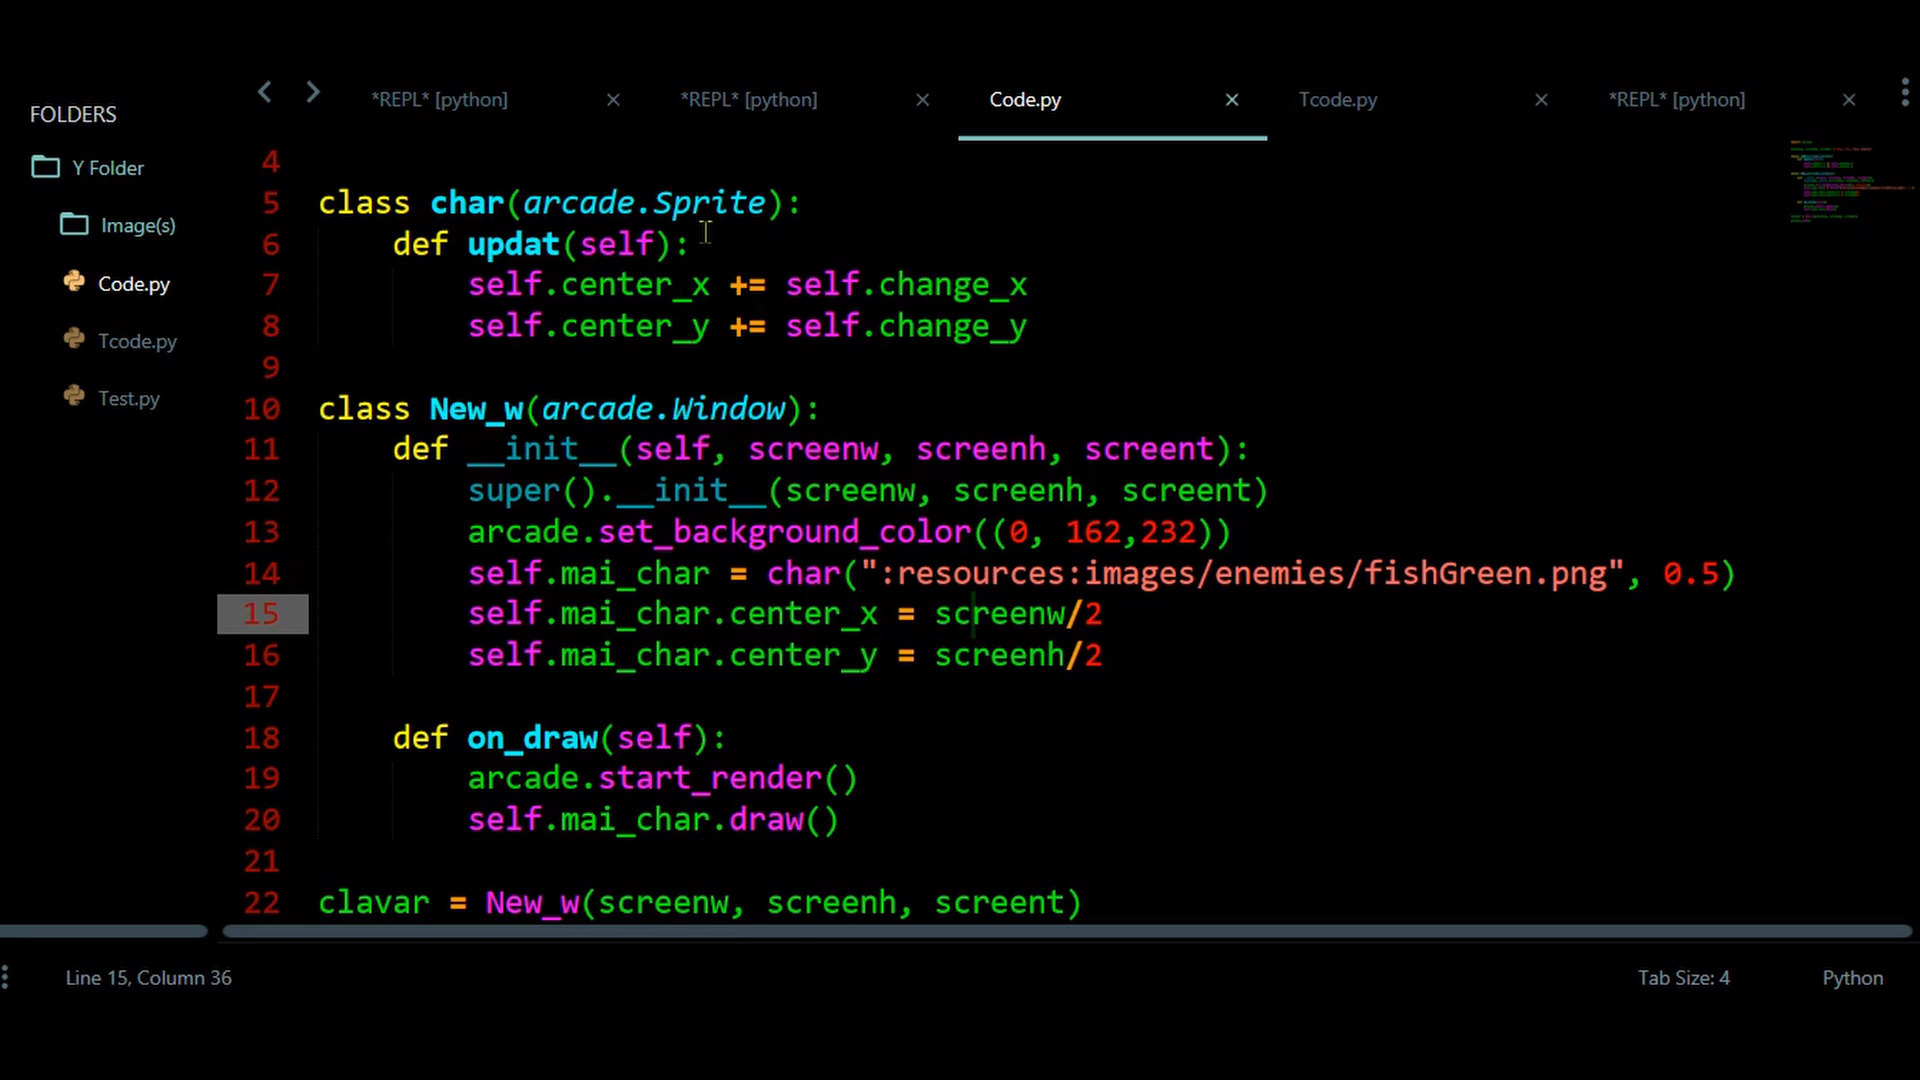 FOLDERS
Y Folder
Image(s)
Code.py
Tcode.py
Test.py
*REPL* [python]
*REPL* [python]
Code.py
Tcode.py
*REPL* [python]
4
5 class char(arcade.Sprite):
6     def updat(self):
7         self.center_x += self.change_x
8         self.center_y += self.change_y
9
10 class New_w(arcade.Window):
11     def __init__(self, screenw, screenh, screent):
12         super().__init__(screenw, screenh, screent)
13         arcade.set_background_color((0, 162,232))
14         self.mai_char = char(":resources:images/enemies/fishGreen.png", 0.5)
15         self.mai_char.center_x = screenw/2
16         self.mai_char.center_y = screenh/2
17
18     def on_draw(self):
19         arcade.start_render()
20         self.mai_char.draw()
21
22 clavar = New_w(screenw, screenh, screent)
Line 15, Column 36
Tab Size: 4
Python